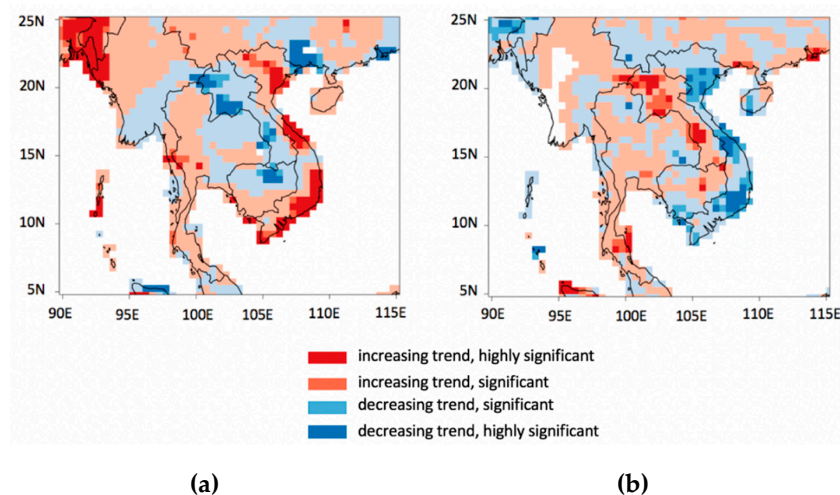 25N
20N
15N
10N
5N
90E 95E 100E 105E 110E 115E
25N
20N
15N
10N
5N
90E 95E 100E 105E 110E 115E
increasing trend, highly significant
increasing trend, significant
decreasing trend, significant
decreasing trend, highly significant
(a) (b)